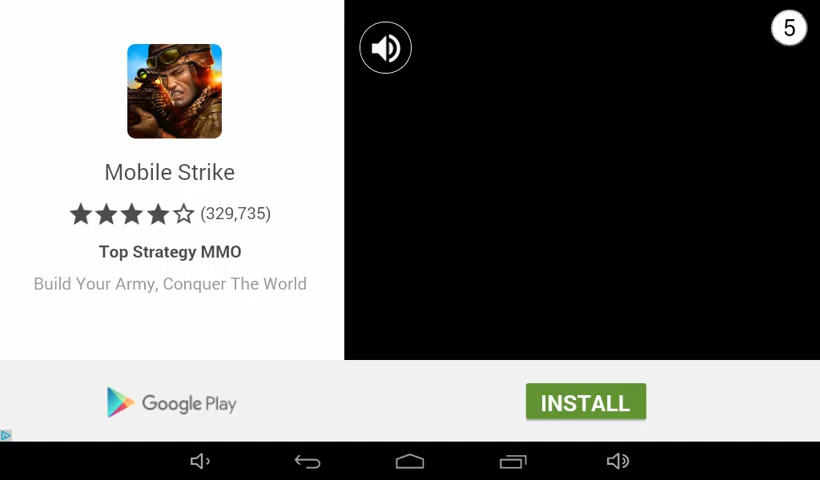 5
Mobile Strike
(329,735)
Top Strategy MMO
Build Your Army, Conquer The World
Google Play
INSTALL